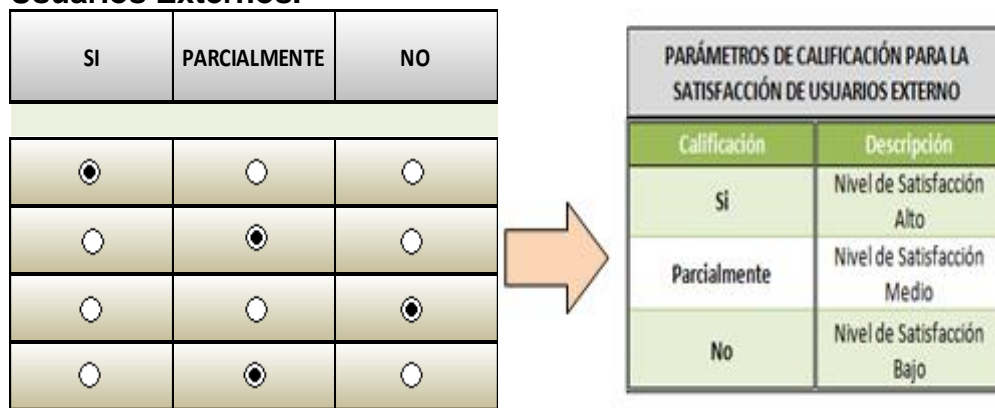 Usuarios Externos.
SI PARCIALMENTE NO
PARÁMETROS DE CALIFICACIÓN PARA LA
SATISFACCIÓN DE USUARIOS EXTERNO
Calificación Descripción
Si Nivel de Satisfacción
Alto
Parcialmente Nivel de Satisfacción
Medio
No Nivel de Satisfacción
Bajo